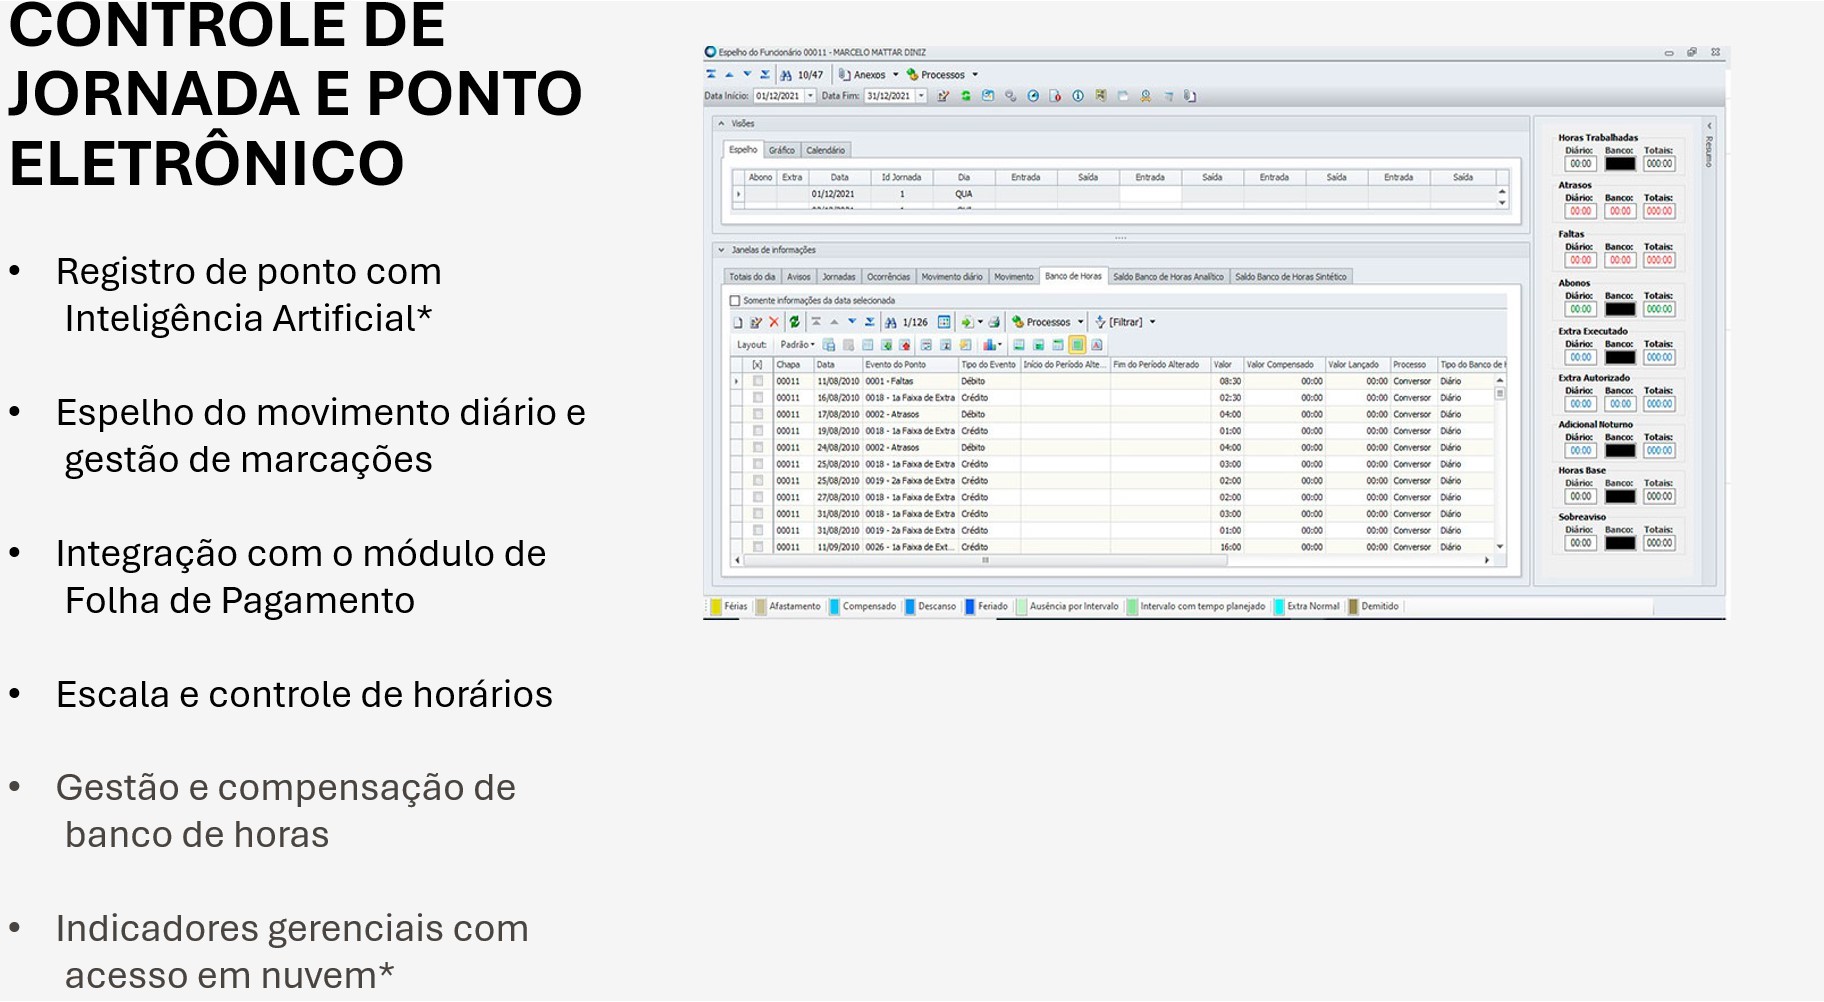 CONTROLE DE
JORNADA E PONTO
ELETRÔNICO
• Registro de ponto com
Inteligência Artificial*
• Espelho do movimento diário e
gestão de marcações
• Integração com o módulo de
Folha de Pagamento
• Escala e controle de horários
• Gestão e compensação de
banco de horas
• Indicadores gerenciais com
acesso em nuvem*
Espelho do Funcionário 00011 - MARCELO MATTAR DINIZ
10/47 Anexos Processos
Data Início: 01/12/2021 Data Fim: 31/12/2021
Visões
Espelho Gráfico Calendário
Abono Extra Data Id Jornada Dia Entrada Saída Entrada Saída Entrada Saída Entrada Saída
01/12/2021 1 QUA
Janelas de informações
Totais do dia Avisos Jornadas Ocorrências Movimento diário Movimento Banco de Horas Saldo Banco de Horas Analítico Saldo Banco de Horas Sintético
Somente informações da data selecionada
1/126 Processos [Filtrar]
Layout: Padrão
[x] Chapa Data Evento do Ponto Tipo do Evento Início do Período Alte... Fim do Período Alterado Valor Valor Compensado Valor Lançado Processo Tipo do Banco de H
00011 11/08/2010 0001 - Faltas Débito 08:30 00:00 00:00 Conversor Diário
00011 16/08/2010 0018 - 1a Faixa de Extra Crédito 02:30 00:00 00:00 Conversor Diário
00011 17/08/2010 0002 - Atrasos Débito 04:00 00:00 00:00 Conversor Diário
00011 19/08/2010 0018 - 1a Faixa de Extra Crédito 01:00 00:00 00:00 Conversor Diário
00011 24/08/2010 0002 - Atrasos Débito 04:00 00:00 00:00 Conversor Diário
00011 25/08/2010 0018 - 1a Faixa de Extra Crédito 03:00 00:00 00:00 Conversor Diário
00011 25/08/2010 0019 - 2a Faixa de Extra Crédito 02:00 00:00 00:00 Conversor Diário
00011 27/08/2010 0018 - 1a Faixa de Extra Crédito 02:00 00:00 00:00 Conversor Diário
00011 31/08/2010 0018 - 1a Faixa de Extra Crédito 03:00 00:00 00:00 Conversor Diário
00011 31/08/2010 0019 - 2a Faixa de Extra Crédito 01:00 00:00 00:00 Conversor Diário
00011 11/09/2010 0026 - 1a Faixa de Ext... Crédito 16:00 00:00 00:00 Conversor Diário
Resumo
Horas Trabalhadas
Diário: Banco: Totais:
00:00 000:00
Atrasos
Diário: Banco: Totais:
00:00 00:00 000:00
Faltas
Diário: Banco: Totais:
00:00 00:00 000:00
Abonos
Diário: Banco: Totais:
00:00 000:00
Extra Executado
Diário: Banco: Totais:
00:00 000:00
Extra Autorizado
Diário: Banco: Totais:
00:00 00:00 000:00
Adicional Noturno
Diário: Banco: Totais:
00:00 000:00
Horas Base
Diário: Banco: Totais:
00:00 000:00
Sobreaviso
Diário: Banco: Totais:
00:00 000:00
Férias Afastamento Compensado Descanso Feriado Ausência por Intervalo Intervalo com tempo planejado Extra Normal Demitido